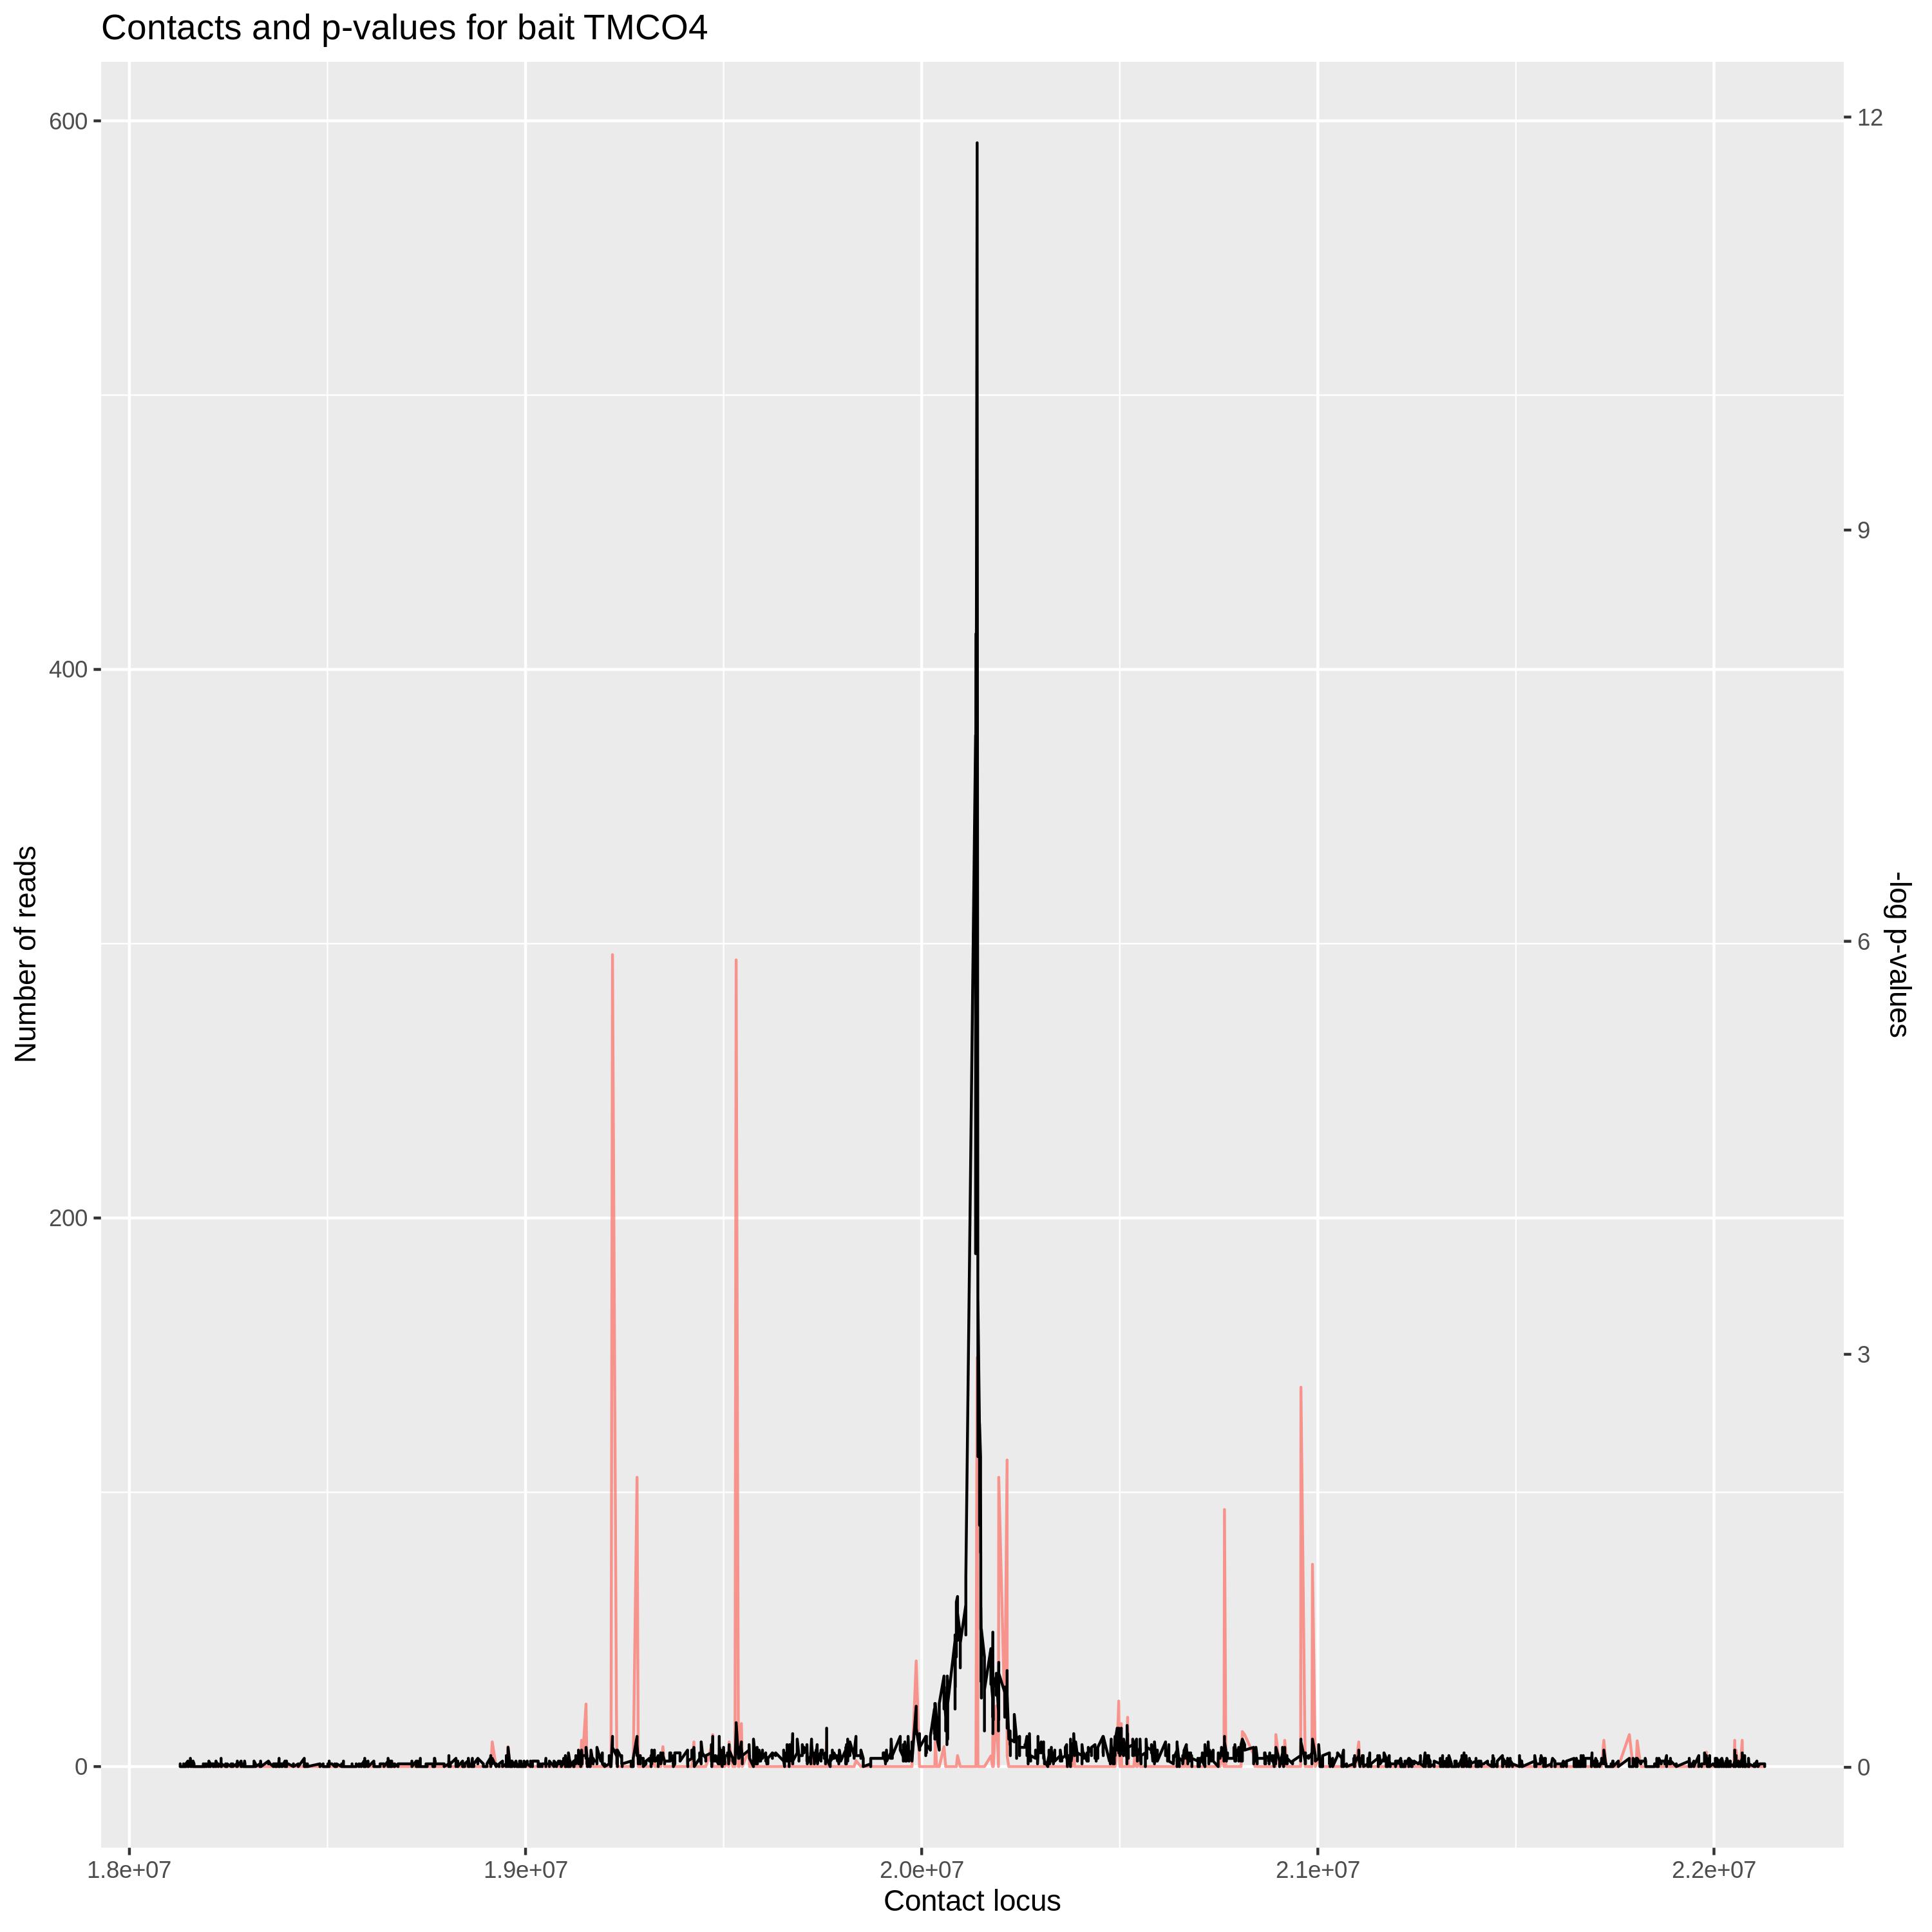 Contacts and p-values for bait TMCO4
600
400
200
0
12
9
6
3
0
Number of reads
-log p-values
1.8e+07
1.9e+07
2.0e+07
2.1e+07
2.2e+07
Contact locus